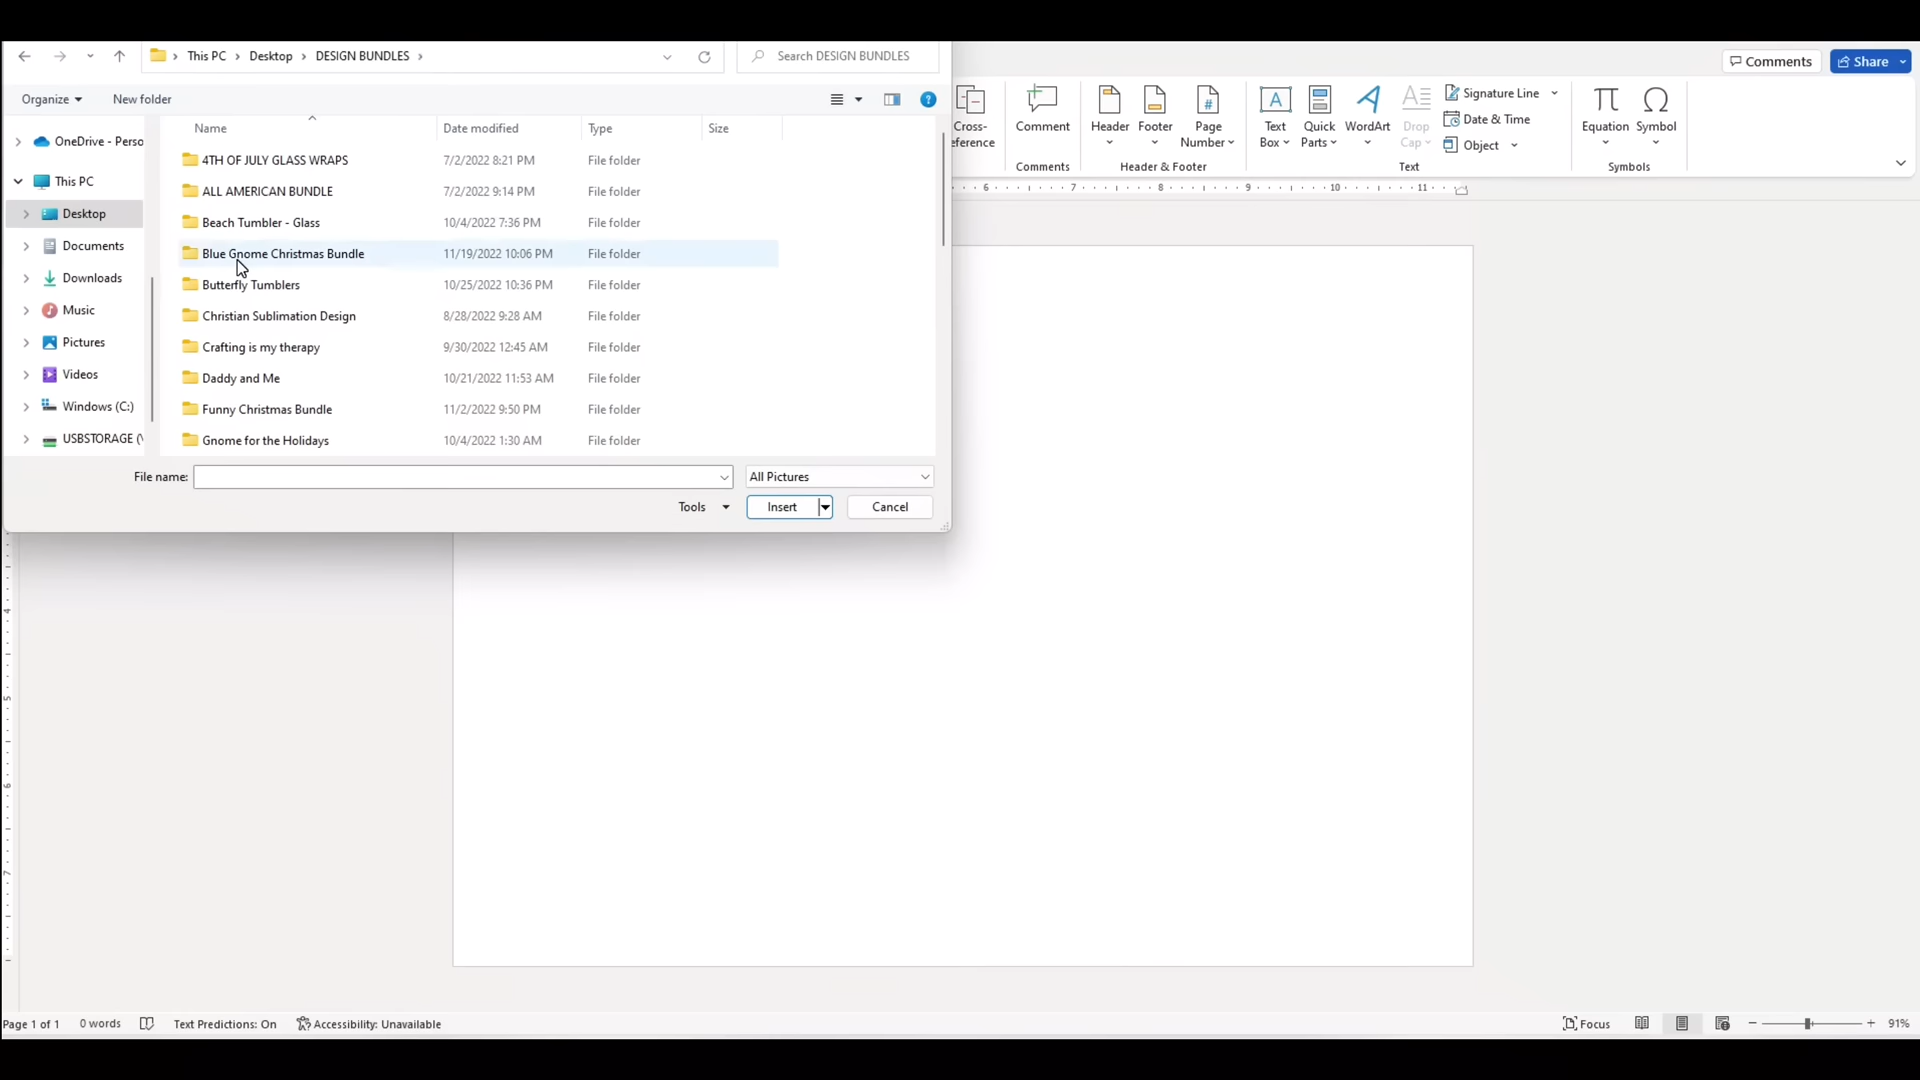 This PC > Desktop > DESIGN BUNDLES >
Search DESIGN BUNDLES
Comments
Share
Organize
New folder
Name Date modified Type Size
OneDrive - Perso
This PC
Desktop
Documents
Downloads
Music
Pictures
Videos
Windows (C:)
USBSTORAGE (
4TH OF JULY GLASS WRAPS 7/2/2022 8:21 PM File folder
ALL AMERICAN BUNDLE 7/2/2022 9:14 PM File folder
Beach Tumbler - Glass 10/4/2022 7:36 PM File folder
Blue Gnome Christmas Bundle 11/19/2022 10:06 PM File folder
Butterfly Tumblers 10/25/2022 10:36 PM File folder
Christian Sublimation Design 8/28/2022 9:28 AM File folder
Crafting is my therapy 9/30/2022 12:45 AM File folder
Daddy and Me 10/21/2022 11:53 AM File folder
Funny Christmas Bundle 11/2/2022 9:50 PM File folder
Gnome for the Holidays 10/4/2022 1:30 AM File folder
File name:
All Pictures
Tools
Insert
Cancel
Cross-
eference
Comment
Comments
Header
Footer
Page
Number
Header & Footer
Text
Box
Quick
Parts
WordArt
Drop
Cap
Signature Line
Date & Time
Object
Text
Equation
Symbol
Symbols
6 7 8 9 10 11
4
5
6
7
Page 1 of 1 0 words Text Predictions: On Accessibility: Unavailable
Focus
91%